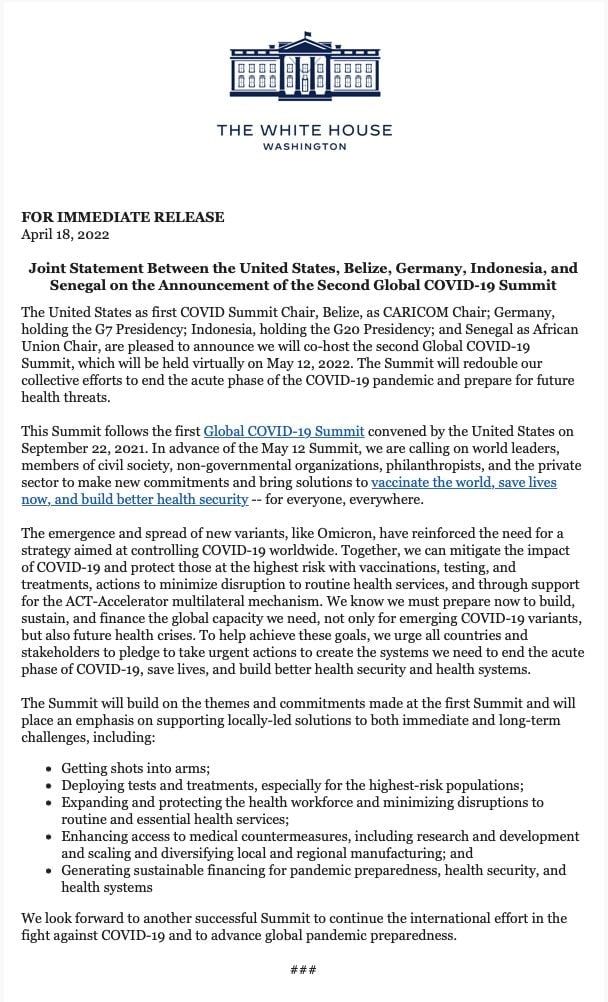 THE WHITE HOUSE
WASHINGTON
FOR IMMEDIATE RELEASE
April 18, 2022
Joint Statement Between the United States, Belize, Germany, Indonesia, and
Senegal on the Announcement of the Second Global COVID-19 Summit
The United States as first COVID Summit Chair, Belize, as CARICOM Chair; Germany,
holding the G7 Presidency; Indonesia, holding the G20 Presidency; and Senegal as African
Union Chair, are pleased to announce we will co-host the second Global COVID-19
Summit, which will be held virtually on May 12, 2022. The Summit will redouble our
collective efforts to end the acute phase of the COVID-19 pandemic and prepare for future
health threats.
This Summit follows the first Global COVID-19 Summit convened by the United States on
September 22, 2021. In advance of the May 12 Summit, we are calling on world leaders,
members of civil society, non-governmental organizations, philanthropists, and the private
sector to make new commitments and bring solutions to vaccinate the world, save lives
now, and build better health security -- for everyone, everywhere.
The emergence and spread of new variants, like Omicron, have reinforced the need for a
strategy aimed at controlling COVID-19 worldwide. Together, we can mitigate the impact
of COVID-19 and protect those at the highest risk with vaccinations, testing, and
treatments, actions to minimize disruption to routine health services, and through support
for the ACT-Accelerator multilateral mechanism. We know we must prepare now to build,
sustain, and finance the global capacity we need, not only for emerging COVID-19 variants,
but also future health crises. To help achieve these goals, we urge all countries and
stakeholders to pledge to take urgent actions to create the systems we need to end the acute
phase of COVID-19, save lives, and build better health security and health systems.
The Summit will build on the themes and commitments made at the first Summit and will
place an emphasis on supporting locally-led solutions to both immediate and long-term
challenges, including:
• Getting shots into arms;
• Deploying tests and treatments, especially for the highest-risk populations;
• Expanding and protecting the health workforce and minimizing disruptions to
routine and essential health services;
• Enhancing access to medical countermeasures, including research and development
and scaling and diversifying local and regional manufacturing; and
• Generating sustainable financing for pandemic preparedness, health security, and
health systems
We look forward to another successful Summit to continue the international effort in the
fight against COVID-19 and to advance global pandemic preparedness.
###